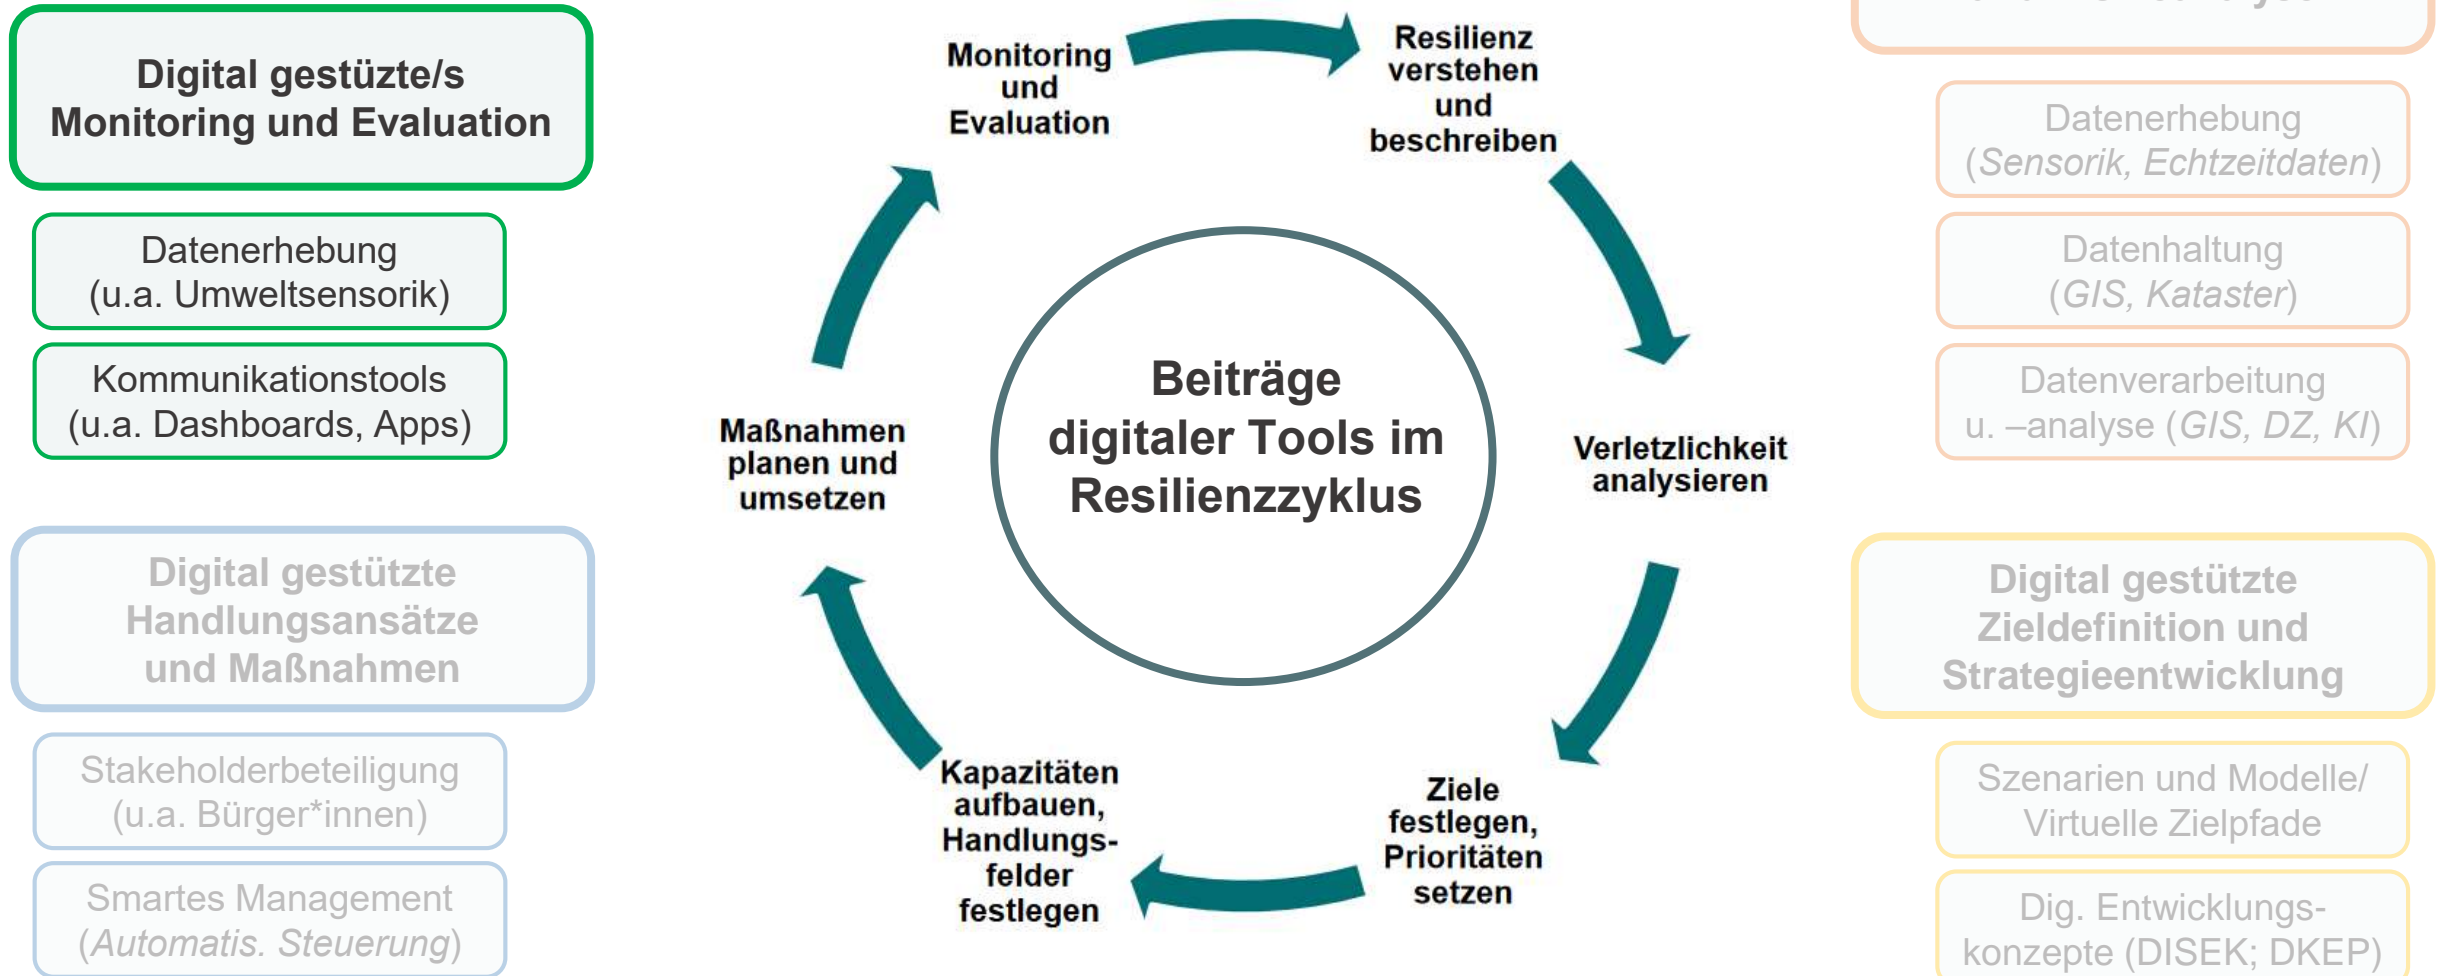 Digital gestüzte/s
Monitoring und Evaluation
Datenerhebung
(u.a. Umweltsensorik)
Kommunikationstools
(u.a. Dashboards, Apps)
Digital gestützte
Handlungsansätze
und Maßnahmen
Stakeholderbeteiligung
(u.a. Bürger*innen)
Smartes Management
(Automatis. Steuerung)
Monitoring
und
Evaluation
Resilienz
verstehen
und
beschreiben
Verletzlichkeit
analysieren
Ziele
festlegen,
Prioritäten
setzen
Kapazitäten
aufbauen,
Handlungs-
felder
festlegen
Maßnahmen
planen und
umsetzen
Beiträge
digitaler Tools im
Resilienzzyklus
Datenerhebung
(Sensorik, Echtzeitdaten)
Datenhaltung
(GIS, Kataster)
Datenverarbeitung
u. –analyse (GIS, DZ, KI)
Digital gestützte
Zieldefinition und
Strategieentwicklung
Szenarien und Modelle/
Virtuelle Zielpfade
Dig. Entwicklungs-
konzepte (DISEK; DKEP)